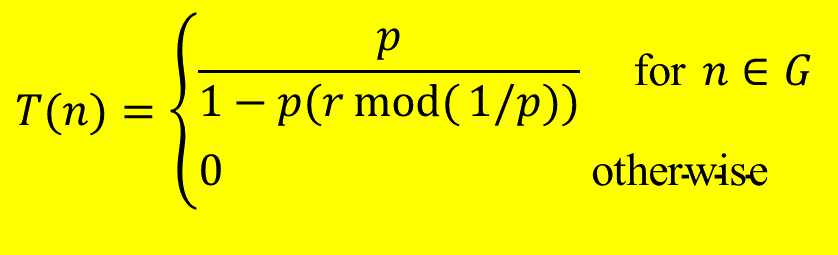 p
T(n) = { 1 − p(r mod( 1/p)) for n ∈ G
0 otherwise